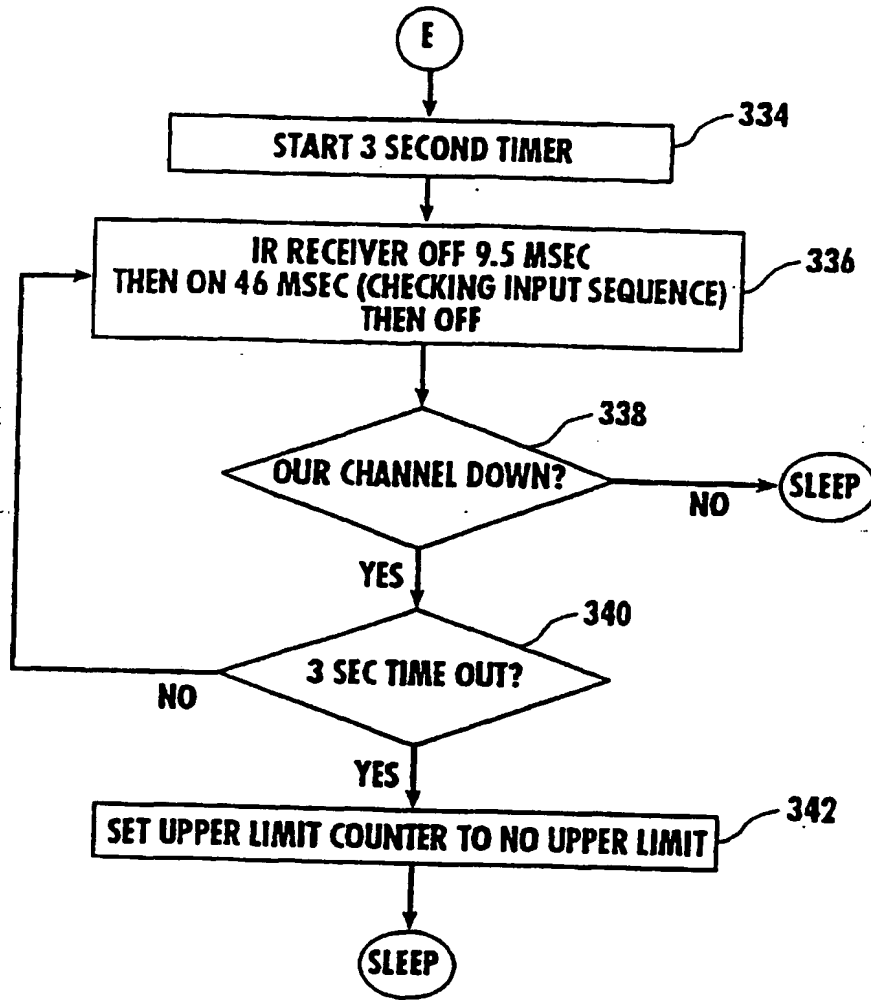 E
334
START 3 SECOND TIMER
336
IR RECEIVER OFF 9.5 MSEC
THEN ON 46 MSEC (CHECKING INPUT SEQUENCE)
THEN OFF
338
OUR CHANNEL DOWN?
NO
SLEEP
YES
340
3 SEC TIME OUT?
NO
YES
342
SET UPPER LIMIT COUNTER TO NO UPPER LIMIT
SLEEP